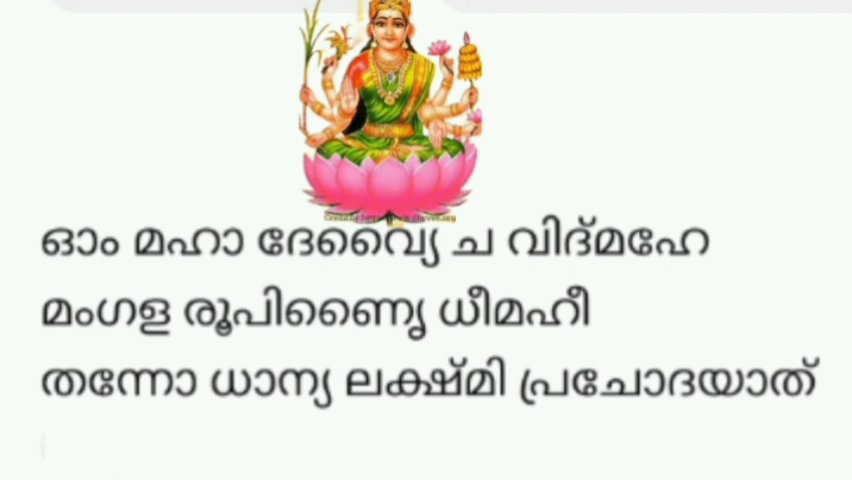 ഓം മഹാ ദേവ്യൈ ച വിദ്മഹേ
മംഗള രൂപിണൈ്യ ധീമഹീ
തന്നോ ധാന്യ ലക്ഷ്മി പ്രചോദയാത്